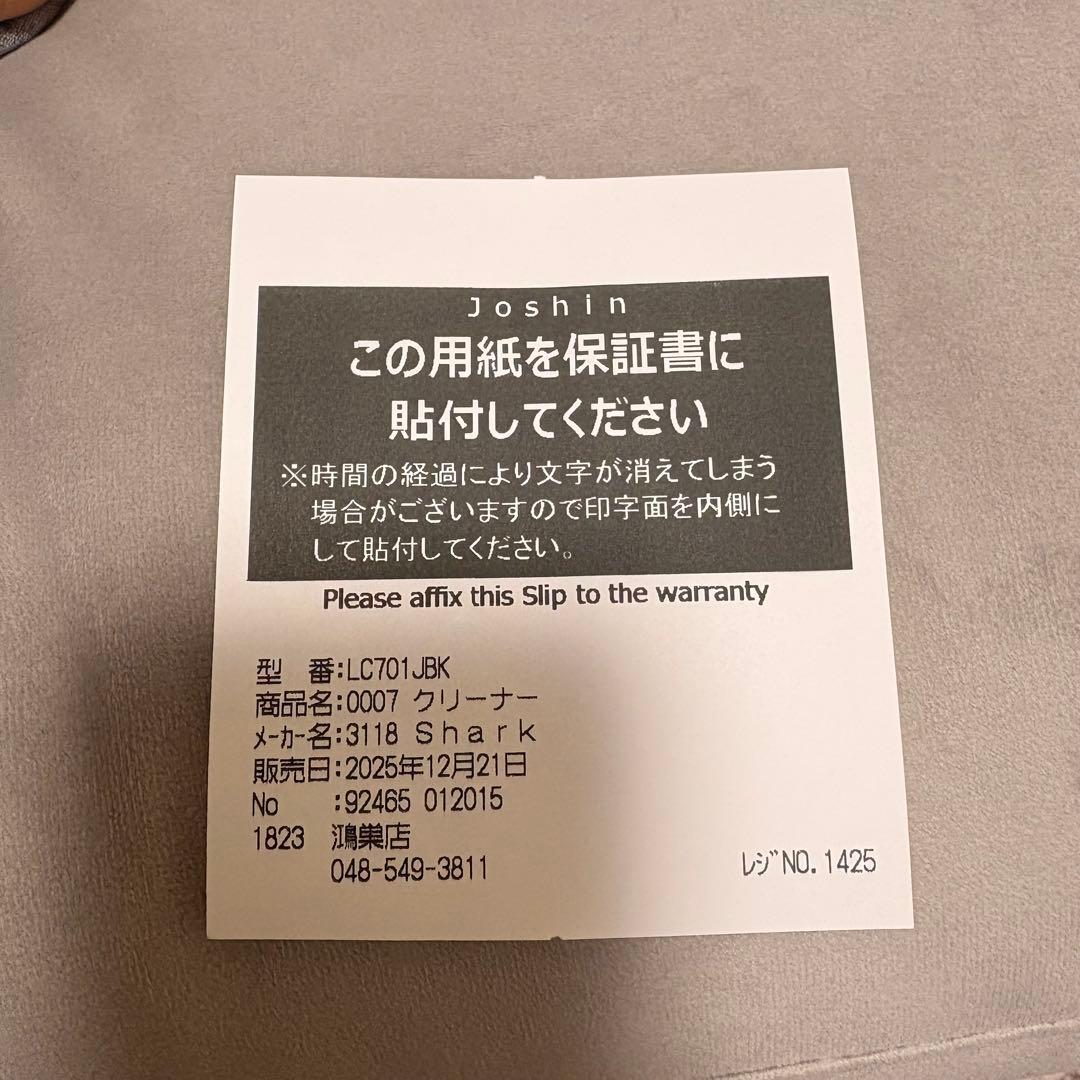 Joshin
この用紙を保証書に
貼付してください
※時間の経過により文字が消えてしまう
場合がございますので印字面を内側に
して貼付してください。
Please affix this Slip to the warranty
型　番:LC701JBK
商品名:0007 クリーナー
ﾒｰｶｰ名:3118 Ｓｈａｒｋ
販売日:2025年12月21日
No　　:92465 012015
1823　鴻巣店
048-549-3811
ﾚｼﾞNO.1425